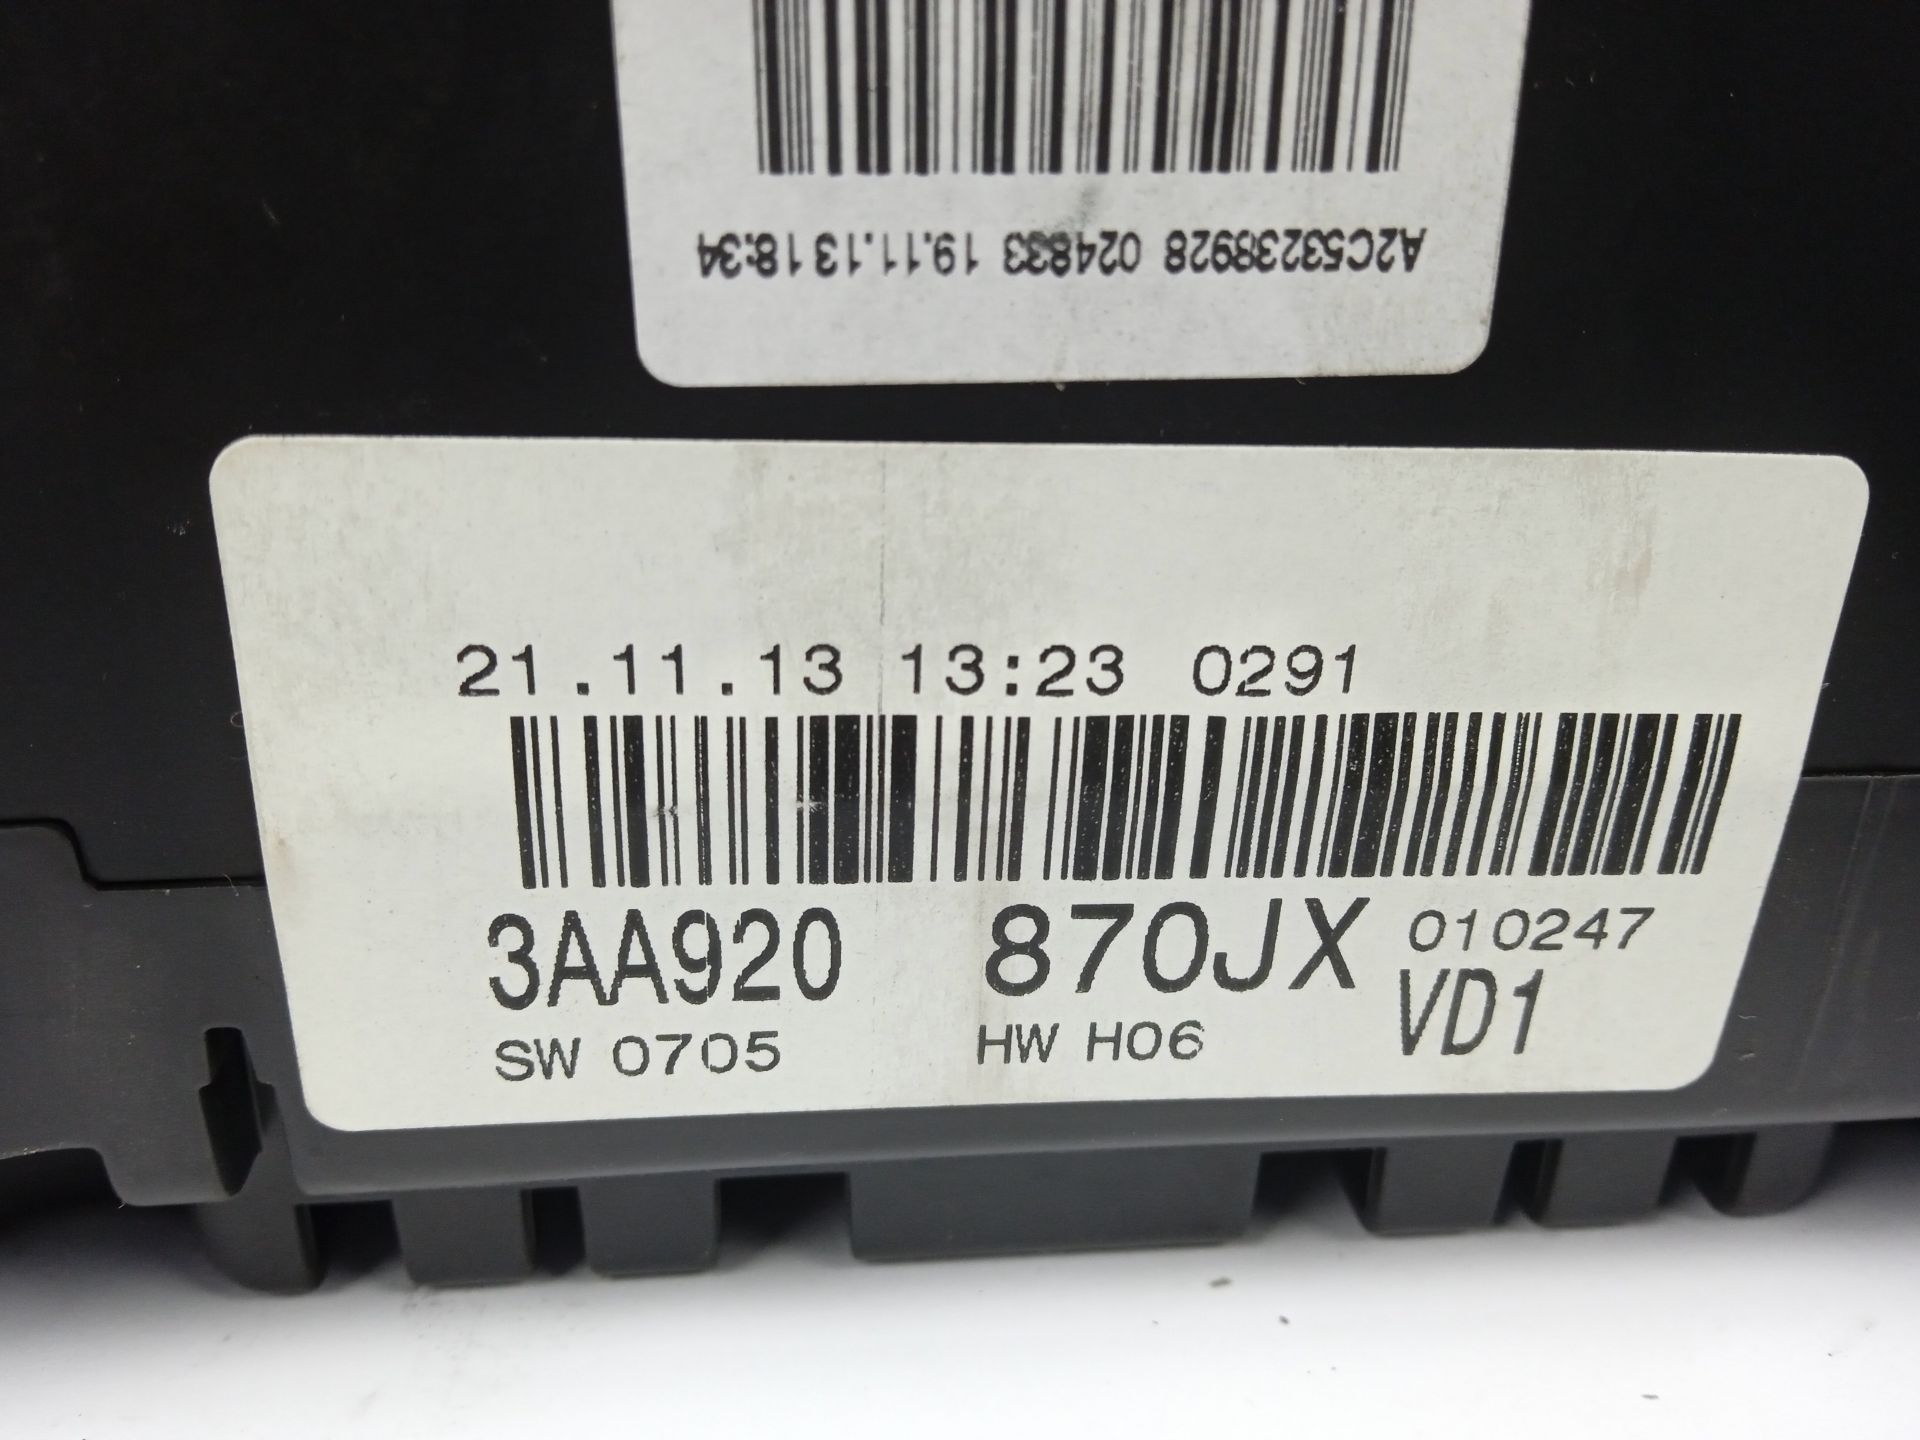 A2C53238928 024833 19.11.13 18:34
21.11.13 13:23 0291
3AA920 870JX 010247
SW 0705 HW H06 VD1